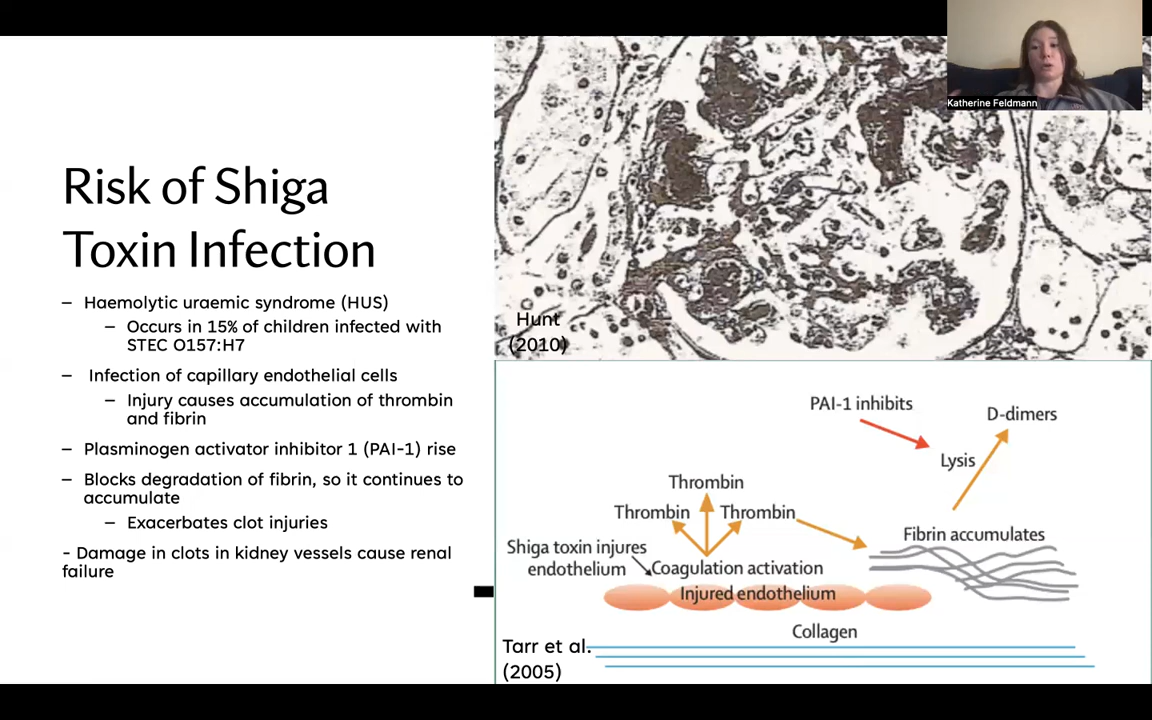 Katherine Feldmann
Risk of Shiga
Toxin Infection
– Haemolytic uraemic syndrome (HUS)
– Occurs in 15% of children infected with
STEC O157:H7
– Infection of capillary endothelial cells
– Injury causes accumulation of thrombin
and fibrin
– Plasminogen activator inhibitor 1 (PAI-1) rise
– Blocks degradation of fibrin, so it continues to
accumulate
– Exacerbates clot injuries
- Damage in clots in kidney vessels cause renal
failure
Hunt
(2010)
PAI-1 inhibits
D-dimers
Lysis
Thrombin
Thrombin
Thrombin
Fibrin accumulates
Shiga toxin injures
endothelium
Coagulation activation
Injured endothelium
Collagen
Tarr et al.
(2005)